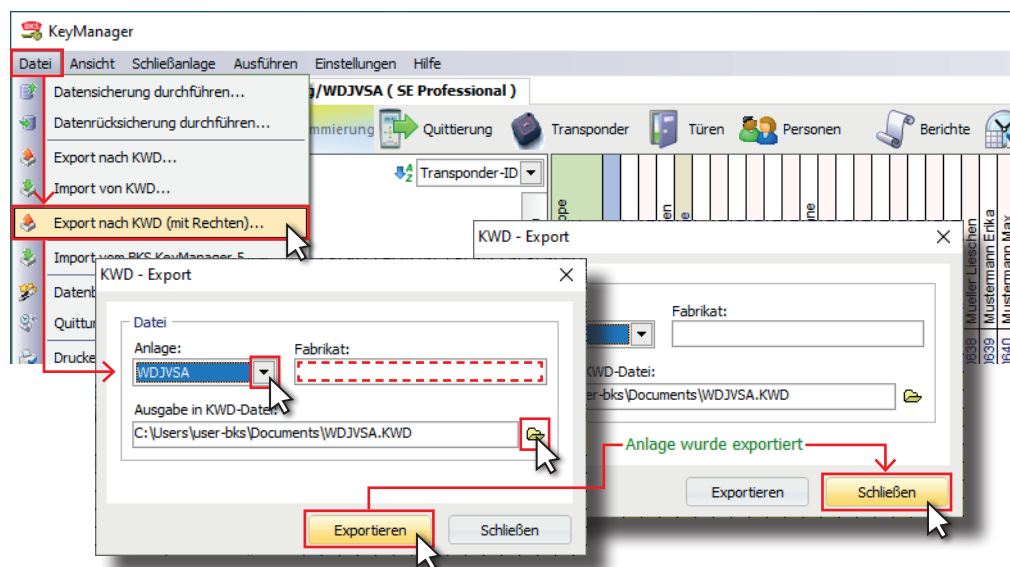 KeyManager
Datei Ansicht Schließanlage Ausführen Einstellungen Hilfe
/WDJVSA ( SE Professional )
Datensicherung durchführen...
Datenrücksicherung durchführen...
Quittierung Transponder Türen Personen Berichte
Export nach KWD...
Transponder-ID
Import von KWD...
Export nach KWD (mit Rechten)...
Mueller Lieschen
Mustermann Erika
Mustermann Max
KWD - Export
Fabrikat:
KWD-Datei:
er-bks\Documents\WDJVSA.KWD
Anlage wurde exportiert
Exportieren Schließen
KWD - Export
Datei
Anlage: Fabrikat:
WDJVSA
Ausgabe in KWD-Datei:
C:\Users\user-bks\Documents\WDJVSA.KWD
Exportieren Schließen